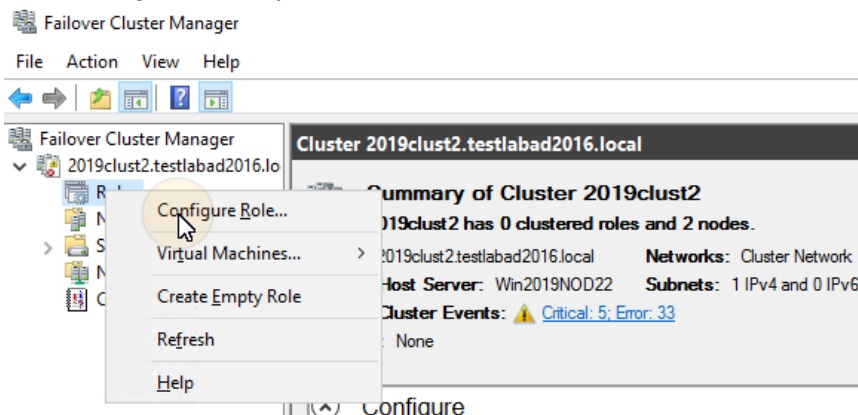 Failover Cluster Manager
File Action View Help
Failover Cluster Manager
2019clust2.testlabad2016.lo
Configure Role...
Virtual Machines...
Create Empty Role
Refresh
Help
Cluster 2019clust2.testlabad2016.local
Summary of Cluster 2019clust2
019clust2 has 0 clustered roles and 2 nodes.
2019clust2.testlabad2016.local Networks: Cluster Network
Host Server: Win2019NOD22 Subnets: 1 IPv4 and 0 IPv6
Cluster Events: Critical: 5; Error: 33
: None
Configure